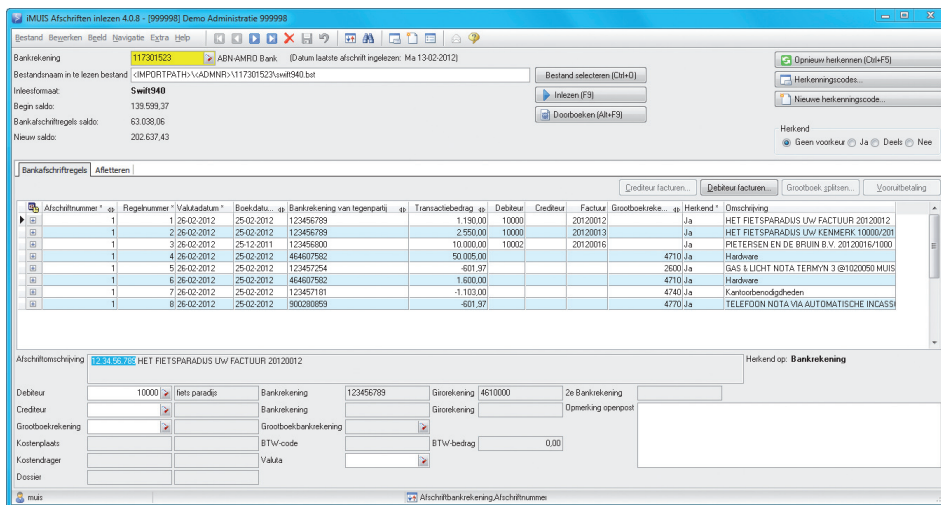 iMUIS Afschriften inlezen 4.0.8 - [999998] Demo Administratie 999998
Bestand Bewerken Beeld Navigatie Extra Help
Bankrekening 117301523 ABN-AMRO Bank (Datum laatste afschrift ingelezen: Ma 13-02-2012)
Opnieuw herkennen (Ctrl+F5)
Bestandsnaam in te lezen bestand <IMPORTPATH>\<ADMNR>\117301523\swift940.bst Bestand selecteren (Ctrl+O)
Herkenningscodes...
Inleesformaat: Swift940 Inlezen (F9)
Nieuwe herkenningscode...
Begin saldo: 139.599,37
Doorboeken (Alt+F9)
Bankafschriftregels saldo: 63.038,06
Herkend
Nieuw saldo: 202.637,43
Geen voorkeur Ja Deels Nee
Bankafschriftregels Afletteren
Crediteur facturen... Debiteur facturen... Grootboek splitsen... Vooruitbetaling
Afschriftnummer Regelnummer Valutadatum Boekdatu... Bankrekening van tegenpartij Transactiebedrag Debiteur Crediteur Factuur Grootboekreke... Herkend Omschrijving
1 1 26-02-2012 25-02-2012 123456789 1.190,00 10000 20120012 Ja HET FIETSPARADIJS UW FACTUUR 20120012
1 2 26-02-2012 25-02-2012 123456789 2.550,00 10000 20120013 Ja HET FIETSPARADIJS UW KENMERK 10000/201
1 3 26-02-2012 25-12-2011 123456800 10.000,00 10002 20120016 Ja PIETERSEN EN DE BRUIN B.V. 20120016/1000
1 4 26-02-2012 25-02-2012 464607582 50.005,00 4710 Ja Hardware
1 5 26-02-2012 25-02-2012 123457254 -601,97 2600 Ja GAS & LICHT NOTA TERMYN 3 @1020050 MUIS
1 6 26-02-2012 25-02-2012 464607582 1.600,00 4710 Ja Hardware
1 7 26-02-2012 25-02-2012 123457181 -1.103,00 4740 Ja Kantoorbenodigdheden
1 8 26-02-2012 25-02-2012 900280859 -601,97 4770 Ja TELEFOON NOTA VIA AUTOMATISCHE INCASS
Afschriftomschrijving 12.34.56.789 HET FIETSPARADIJS UW FACTUUR 20120012 Herkend op: Bankrekening
Debiteur 10000 fiets paradijs Bankrekening 123456789 Girorekening 4610000 2e Bankrekening
Crediteur Bankrekening Girorekening Opmerking openpost
Grootboekrekening Grootboekbankrekening
Kostenplaats BTW-code BTW-bedrag 0,00
Kostendrager Valuta
Dossier
muis Afschriftbankrekening,Afschriftnummer